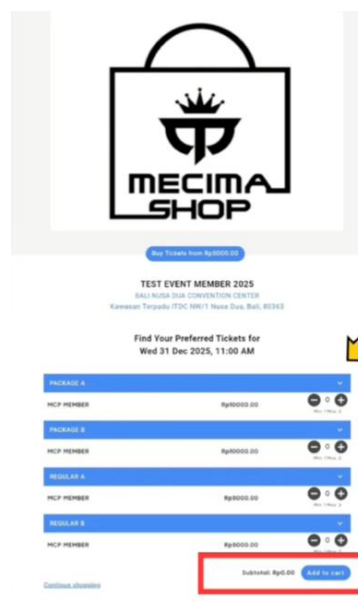 MECIMA
SHOP
Buy Tickets from Rp9000.00
TEST EVENT MEMBER 2025
BALI NUSA DUA CONVENTION CENTER
Kawasan Terpadu ITDC NW/1 Nusa Dua, Bali, 80363
Find Your Preferred Tickets for
Wed 31 Dec 2025, 11:00 AM
PACKAGE A
MCP MEMBER 0
PACKAGE B
MCP MEMBER 0
REGULAR A
MCP MEMBER Rp9000.00 0
REGULAR B
MCP MEMBER Rp9000.00 0
Subtotal: Rp0.00 Add to cart
Continue shopping